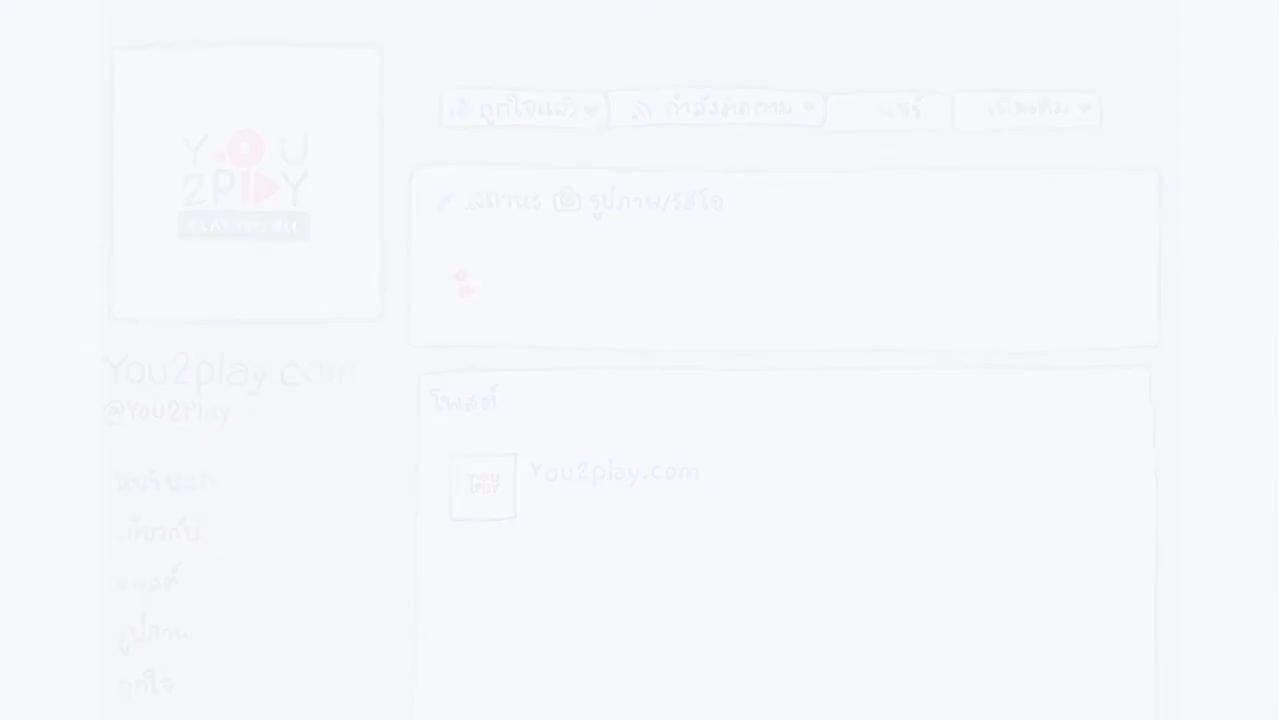 YOU
2PLAY
ถูกใจแล้ว
กำลังติดตาม
แชร์
เพิ่มเติม
สถานะ รูปภาพ/วิดีโอ
You2play.com
@You2Play
โพสต์
YOU
2PLAY
You2play.com
หน้าแรก
เกี่ยวกับ
โพสต์
รูปภาพ
ถูกใจ